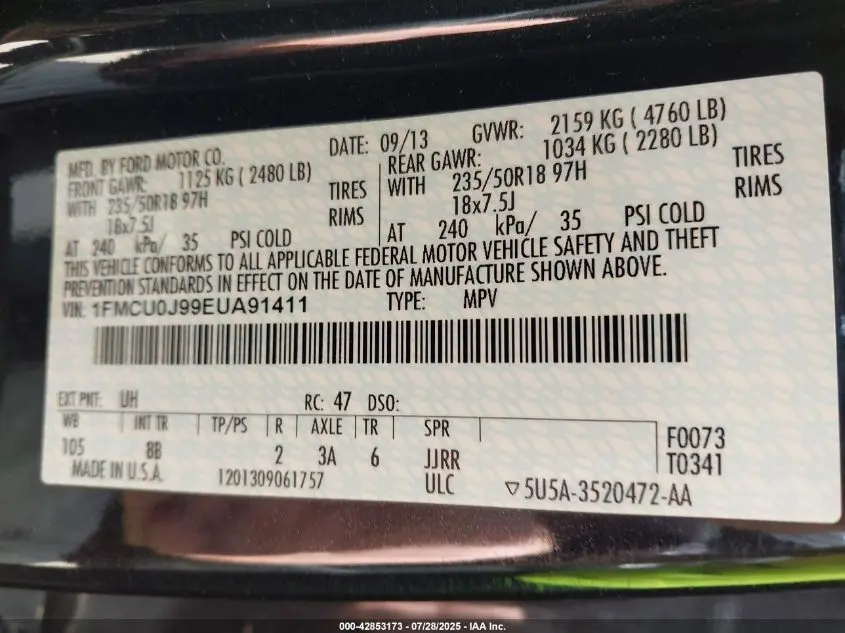 MFD. BY FORD MOTOR CO.
DATE: 09/13 GVWR: 2159 KG ( 4760 LB)
FRONT GAWR: 1125 KG ( 2480 LB)
REAR GAWR: 1034 KG ( 2280 LB)
WITH 235/50R18 97H TIRES
WITH 235/50R18 97H TIRES
18x7.5J RIMS
18x7.5J RIMS
AT 240 kPa/ 35 PSI COLD
AT 240 kPa/ 35 PSI COLD
THIS VEHICLE CONFORMS TO ALL APPLICABLE FEDERAL MOTOR VEHICLE SAFETY AND THEFT
PREVENTION STANDARDS IN EFFECT ON THE DATE OF MANUFACTURE SHOWN ABOVE.
VIN: 1FMCU0J99EUA91411 TYPE: MPV
EXT PNT: UH RC: 47 DSO:
WB INT TR TP/PS R AXLE TR SPR
105 8B 2 3A 6 JJRR
F0073
T0341
MADE IN U.S.A. 1201309061757 ULC ▽5U5A-3520472-AA
000-42853173 - 07/28/2025 - IAA Inc.